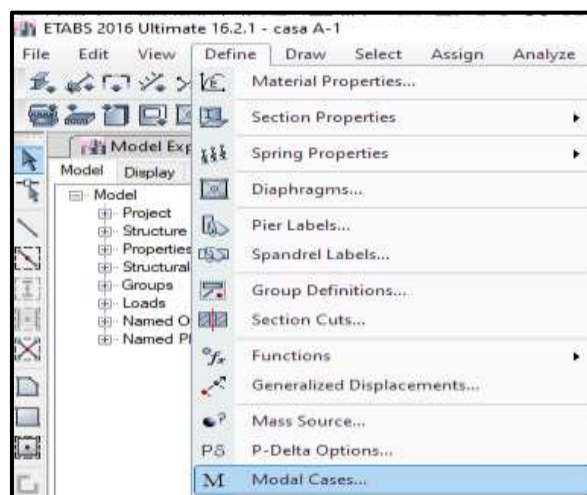 ETABS 2016 Ultimate 16.2.1 - casa A-1
File Edit View Define Draw Select Assign Analyze
Material Properties...
Section Properties
Model Exp
Spring Properties
Model Display
Diaphragms...
Model
Project
Pier Labels...
Structure
Properties
Spandrel Labels...
Structural
Groups
Group Definitions...
Loads
Named O
Section Cuts...
Named Pl
Functions
Generalized Displacements...
Mass Source...
Pδ P-Delta Options...
M Modal Cases...